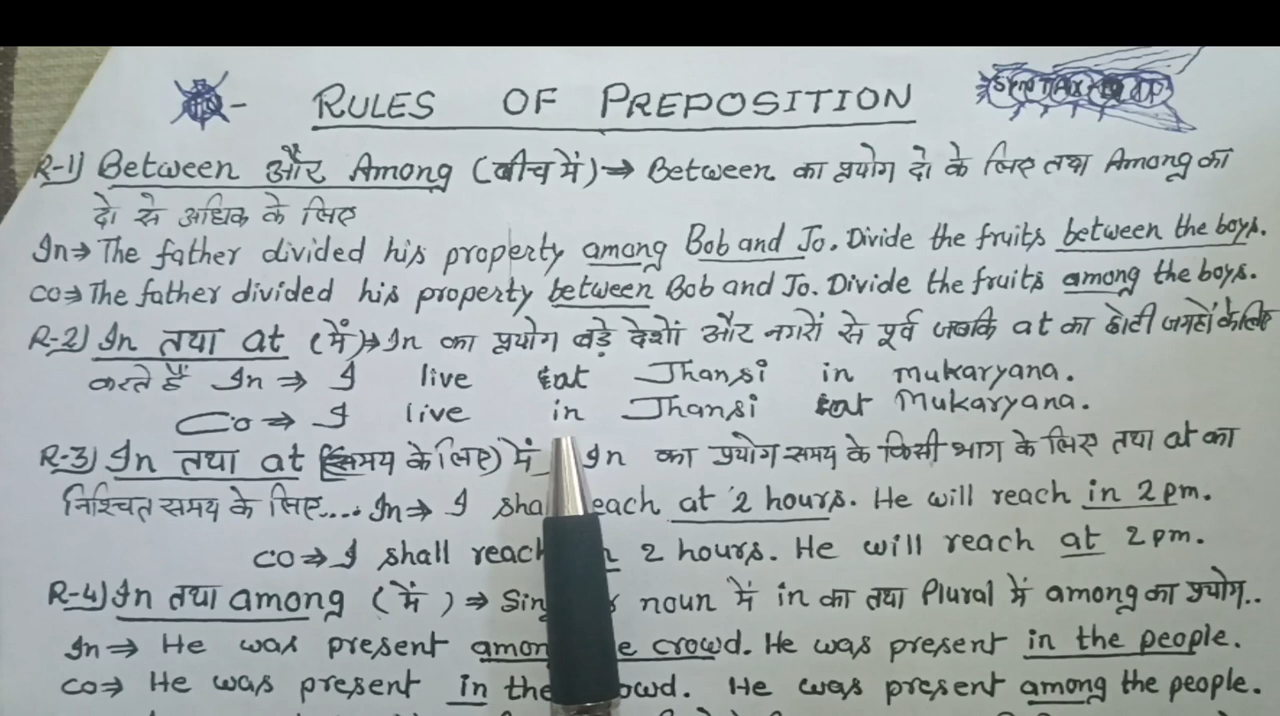 RULES OF PREPOSITION
R-1) Between और Among (बीच में) → Between का प्रयोग दो के लिए तथा Among का
दो से अधिक के लिए
In ⇒ The father divided his property among Bob and Jo. Divide the fruits between the boys.
CO ⇒ The father divided his property between Bob and Jo. Divide the fruits among the boys.
R-2) In तथा at (में) → In का प्रयोग बड़े देशों और नगरों से पूर्व जबकि at का छोटी जगहों के लिए
करते हैं In ⇒ I live at Jhansi in mukaryana.
Co ⇒ I live in Jhansi at Mukaryana.
R-3) In तथा at (समय के लिए) में In का प्रयोग समय के किसी भाग के लिए तथा at का
निश्चित समय के लिए.... In ⇒ I at 2 hours. He will reach in 2 pm.
CO ⇒ I shall reach 2 hours. He will reach at 2 pm.
R-4) In तथा among (में) ⇒ noun में in का तथा Plural में among का प्रयोग..
In ⇒ He was present crowd. He was present in the people.
CO ⇒ He was present in the He was present among the people.